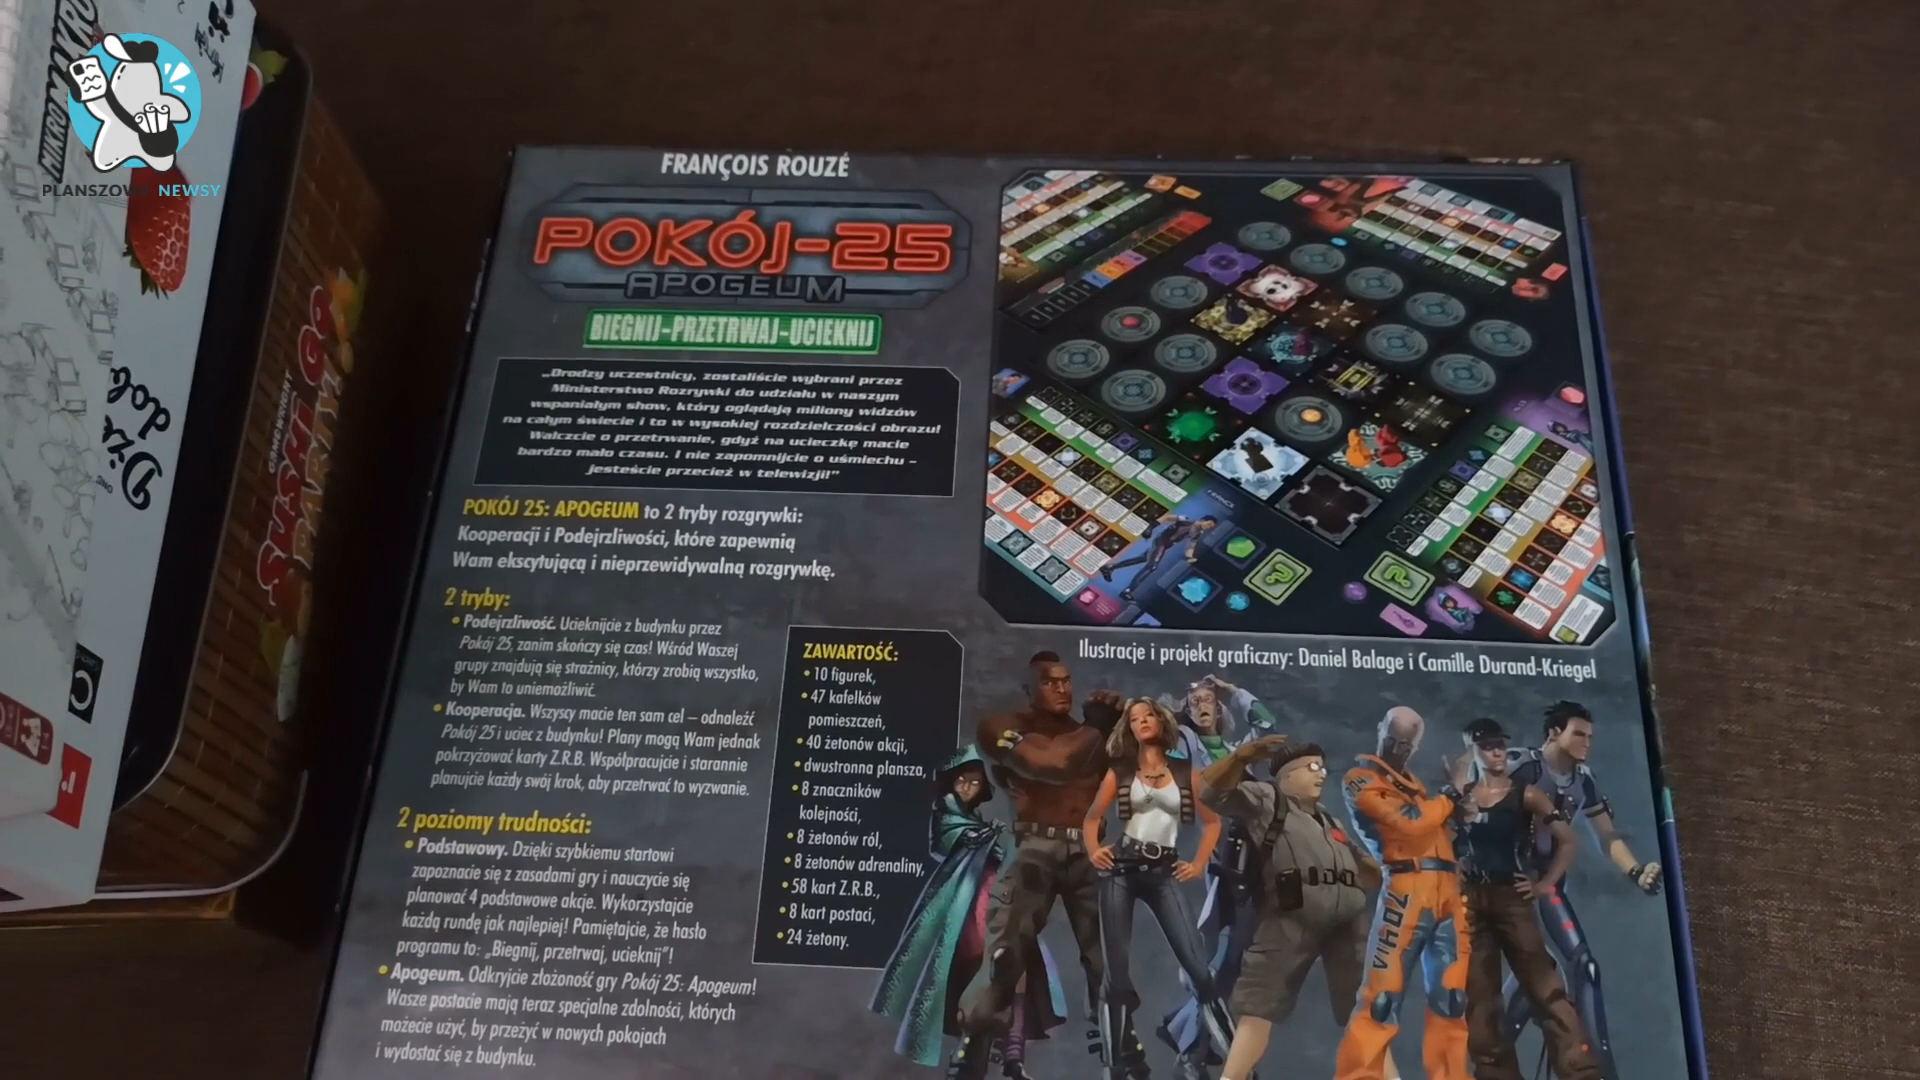 MIKROMAKRO
PLANSZOWE NEWSY
GAMEWRIGHT
SUSHI GO
PARTY!
FRANÇOIS ROUZÉ
POKÓJ-25
APOGEUM
BIEGNIJ-PRZETRWAJ-UCIEKNIJ
„Drodzy uczestnicy, zostaliście wybrani przez
Ministerstwo Rozrywki do udziału w naszym
wspaniałym show, który oglądają miliony widzów
na całym świecie i to w wysokiej rozdzielczości obrazu!
Walczcie o przetrwanie, gdyż na ucieczkę macie
bardzo mało czasu. I nie zapomnijcie o uśmiechu –
jesteście przecież w telewizji!”
POKÓJ 25: APOGEUM to 2 tryby rozgrywki:
Kooperacji i Podejrzliwości, które zapewnią
Wam ekscytującą i nieprzewidywalną rozgrywkę.
2 tryby:
• Podejrzliwość. Ucieknijcie z budynku przez
Pokój 25, zanim skończy się czas! Wśród Waszej
grupy znajdują się strażnicy, którzy zrobią wszystko,
by Wam to uniemożliwić.
• Kooperacja. Wszyscy macie ten sam cel – odnaleźć
Pokój 25 i uciec z budynku! Plany mogą Wam jednak
pokrzyżować karty Z.R.B. Współpracujcie i starannie
planujcie każdy swój krok, aby przetrwać to wyzwanie.
2 poziomy trudności:
• Podstawowy. Dzięki szybkiemu startowi
zapoznacie się z zasadami gry i nauczycie się
planować 4 podstawowe akcje. Wykorzystajcie
każdą rundę jak najlepiej! Pamiętajcie, że hasło
programu to: „Biegnij, przetrwaj, ucieknij”!
• Apogeum. Odkryjcie złożoność gry Pokój 25: Apogeum!
Wasze postacie mają teraz specjalne zdolności, których
możecie użyć, by przeżyć w nowych pokojach
i wydostać się z budynku.
ZAWARTOŚĆ:
• 10 figurek,
• 47 kafelków
pomieszczeń,
• 40 żetonów akcji,
• dwustronna plansza,
• 8 znaczników
kolejności,
• 8 żetonów ról,
• 8 żetonów adrenaliny,
• 58 kart Z.R.B.,
• 8 kart postaci,
• 24 żetony.
Ilustracje i projekt graficzny: Daniel Balage i Camille Durand-Kriegel